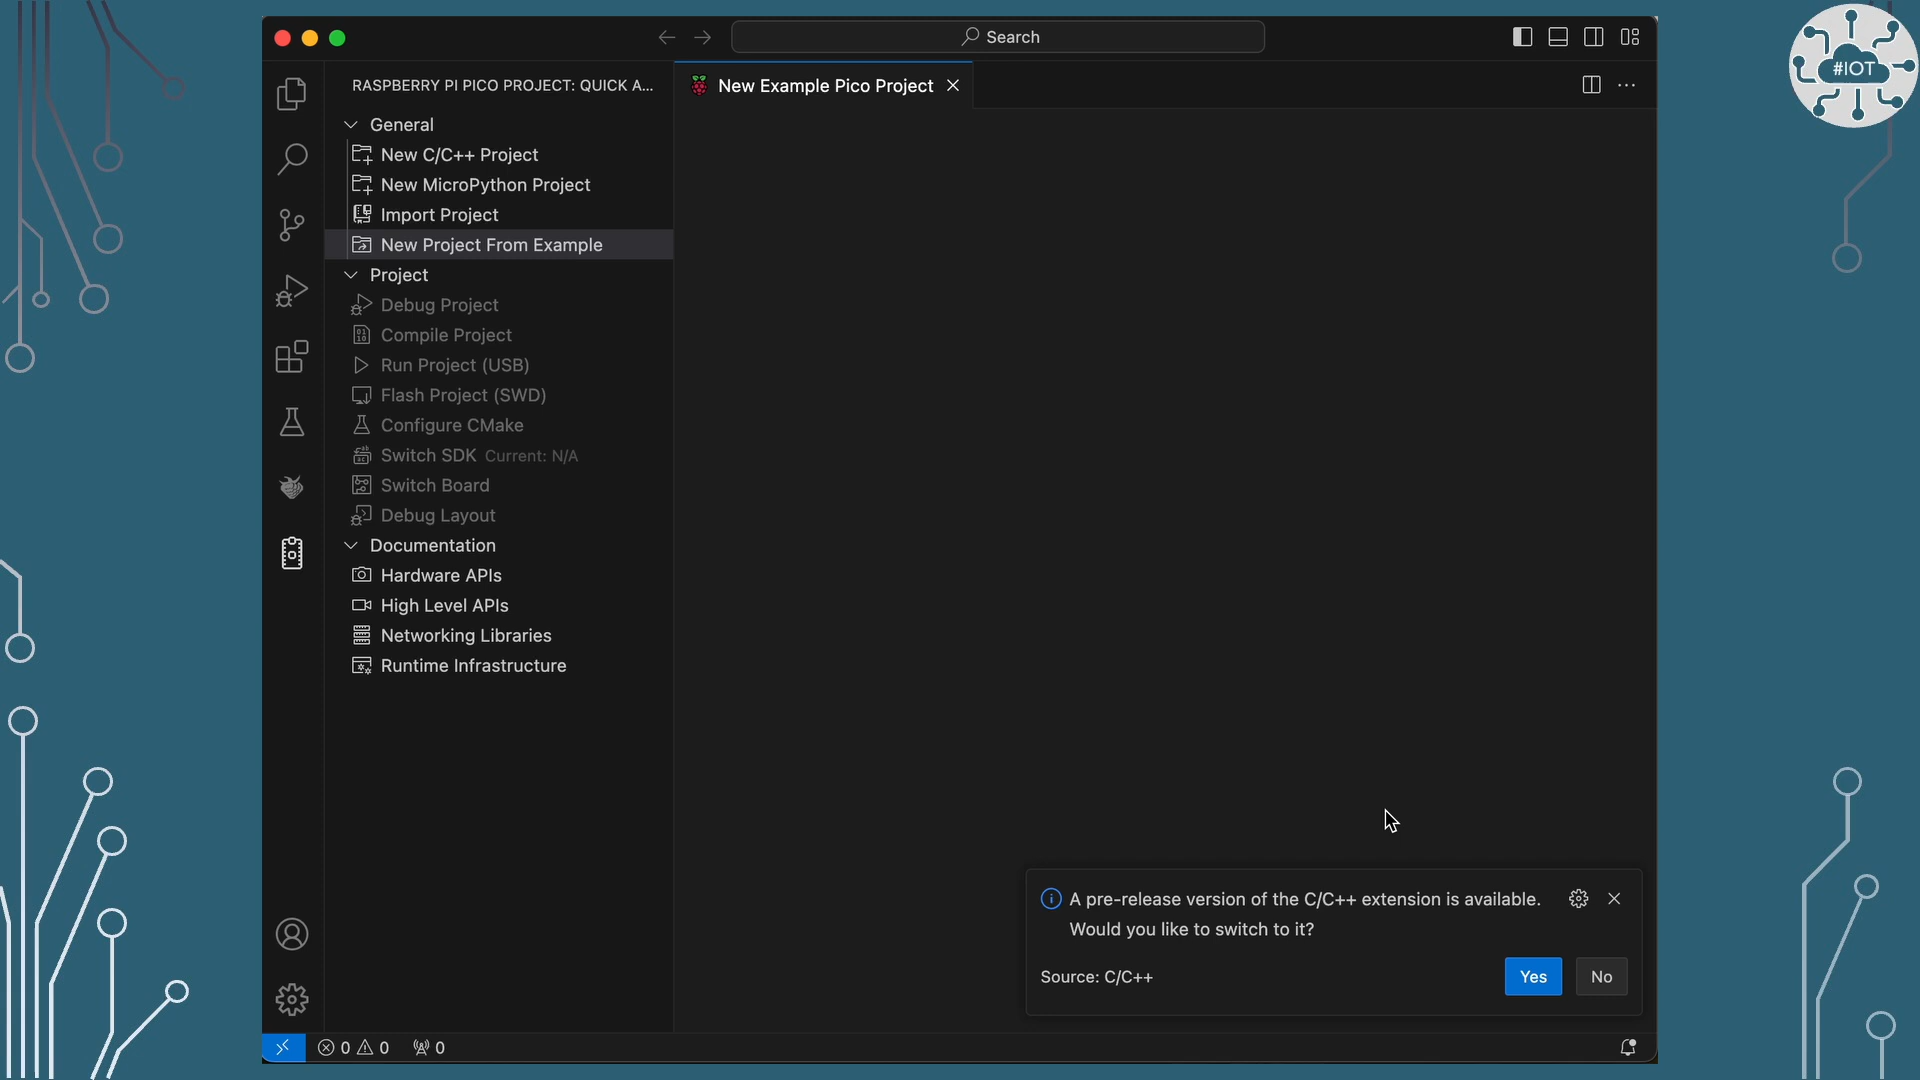 Search
#IOT
RASPBERRY PI PICO PROJECT: QUICK A...
New Example Pico Project
General
New C/C++ Project
New MicroPython Project
Import Project
New Project From Example
Project
Debug Project
Compile Project
Run Project (USB)
Flash Project (SWD)
Configure CMake
Switch SDK Current: N/A
Switch Board
Debug Layout
Documentation
Hardware APIs
High Level APIs
Networking Libraries
Runtime Infrastructure
A pre-release version of the C/C++ extension is available.
Would you like to switch to it?
Source: C/C++
Yes
No
0 0 0